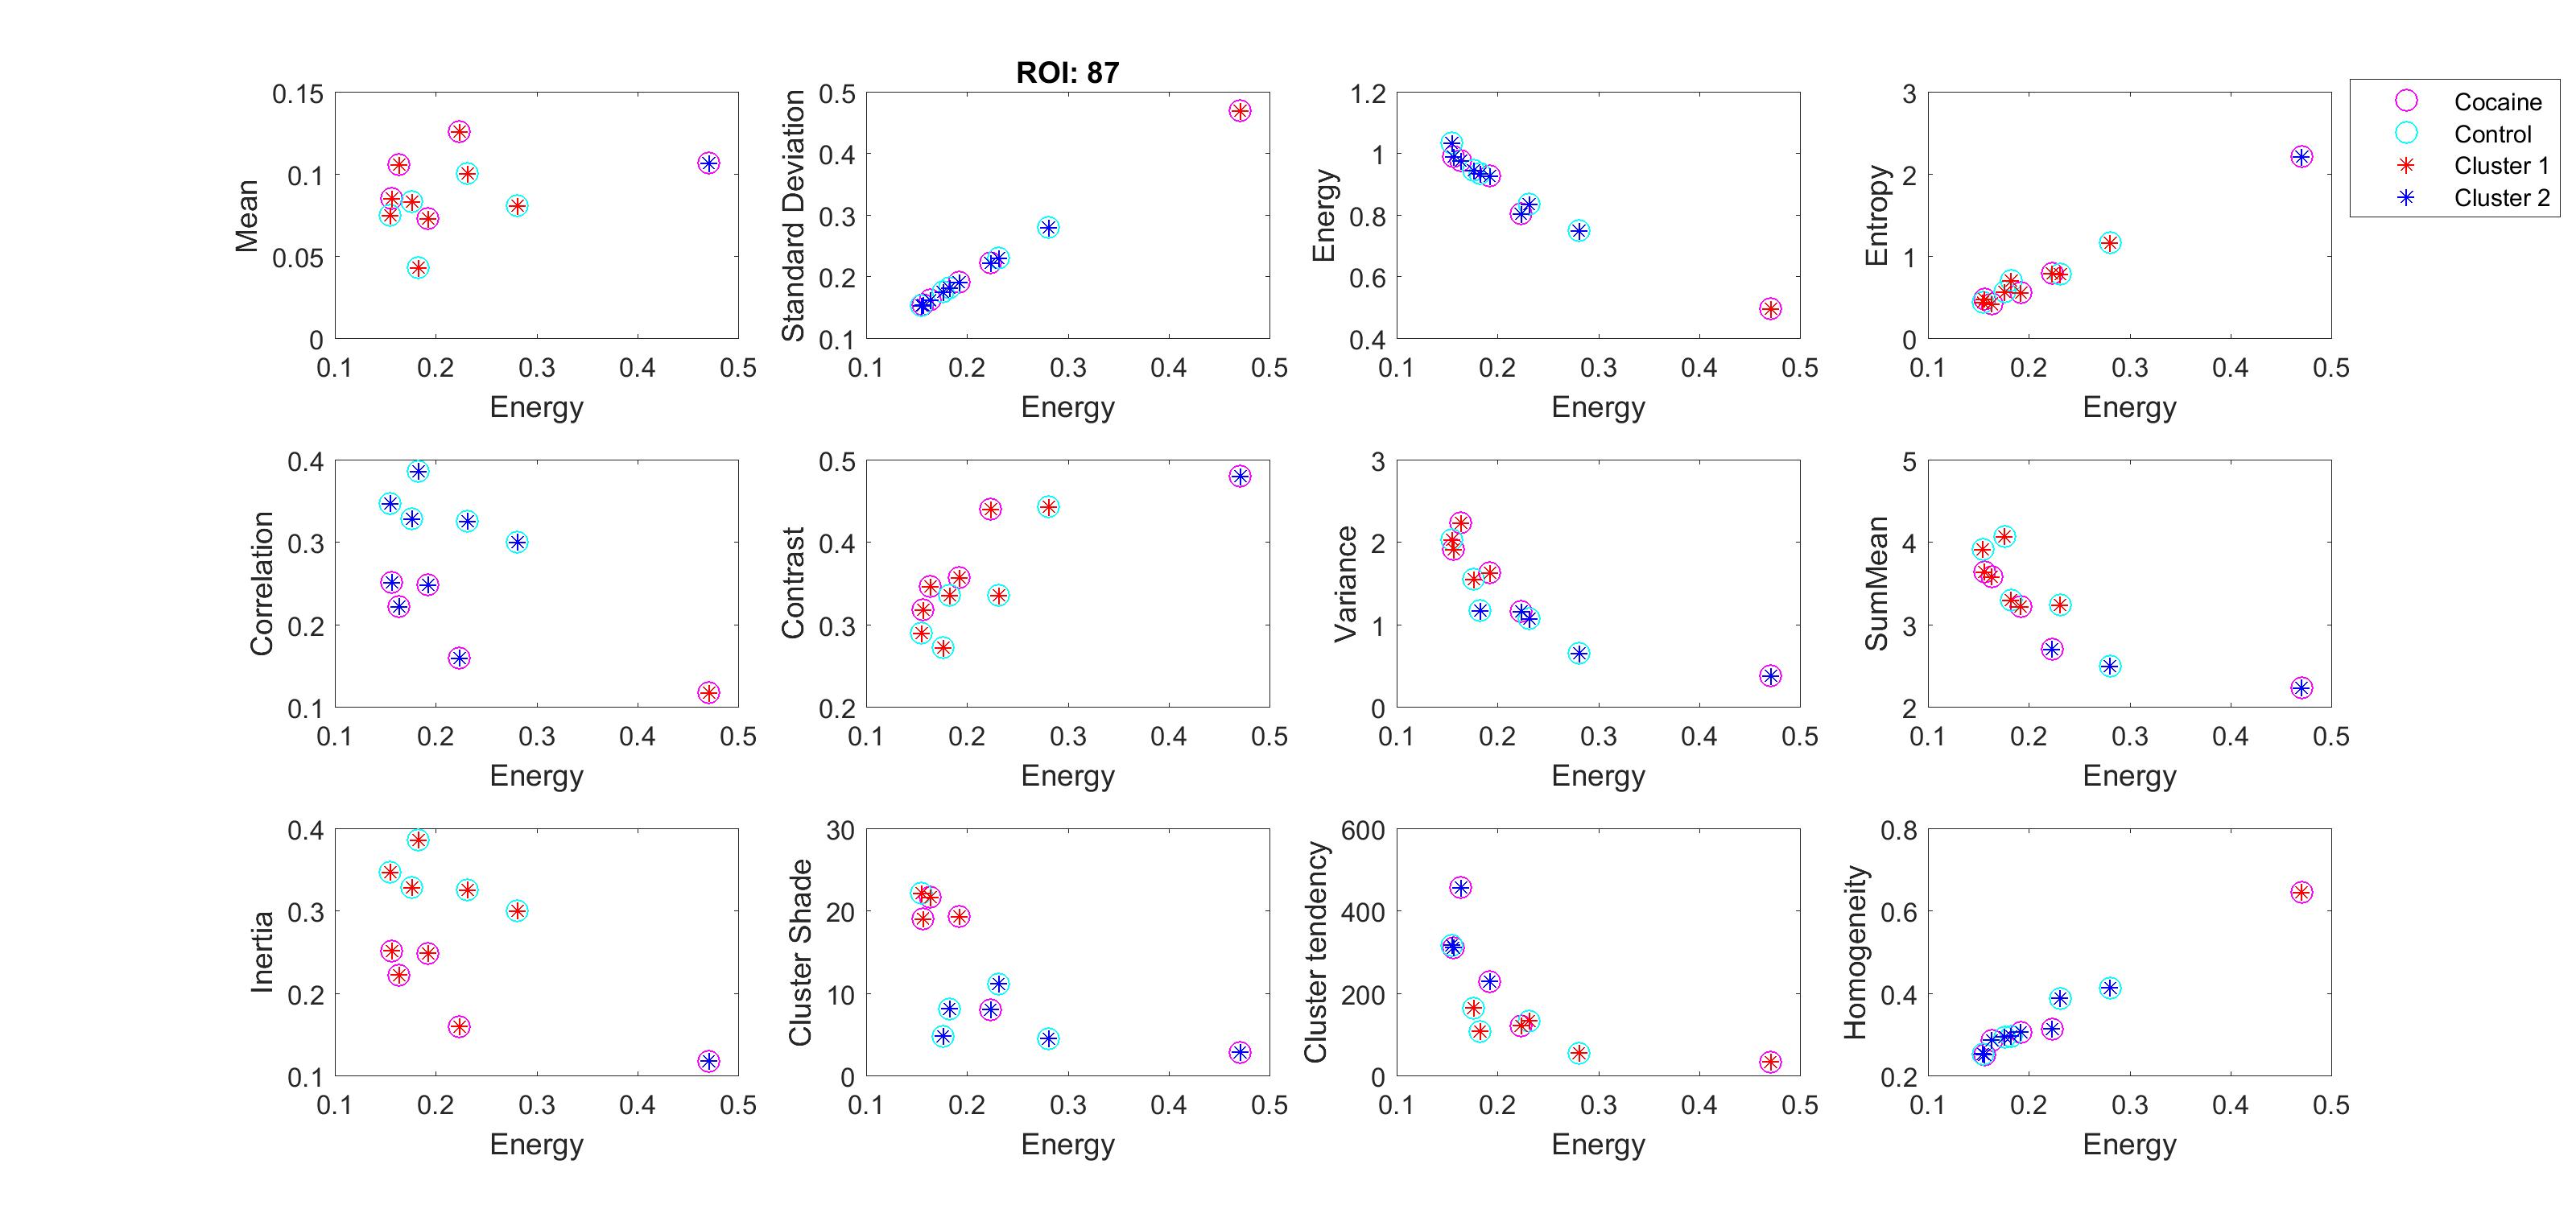 ROI: 87
0.15
0.1
0.05
0
Mean
0.1 0.2 0.3 0.4 0.5
Energy
0.5
0.4
0.3
0.2
0.1
Standard Deviation
0.1 0.2 0.3 0.4 0.5
Energy
1.2
1
0.8
0.6
0.4
Energy
0.1 0.2 0.3 0.4 0.5
Energy
3
2
1
0
Entropy
0.1 0.2 0.3 0.4 0.5
Energy
Cocaine
Control
Cluster 1
Cluster 2
0.4
0.3
0.2
0.1
Correlation
0.1 0.2 0.3 0.4 0.5
Energy
0.5
0.4
0.3
0.2
Contrast
0.1 0.2 0.3 0.4 0.5
Energy
3
2
1
0
Variance
0.1 0.2 0.3 0.4 0.5
Energy
5
4
3
2
SumMean
0.1 0.2 0.3 0.4 0.5
Energy
0.4
0.3
0.2
0.1
Inertia
0.1 0.2 0.3 0.4 0.5
Energy
30
20
10
0
Cluster Shade
0.1 0.2 0.3 0.4 0.5
Energy
600
400
200
0
Cluster tendency
0.1 0.2 0.3 0.4 0.5
Energy
0.8
0.6
0.4
0.2
Homogeneity
0.1 0.2 0.3 0.4 0.5
Energy